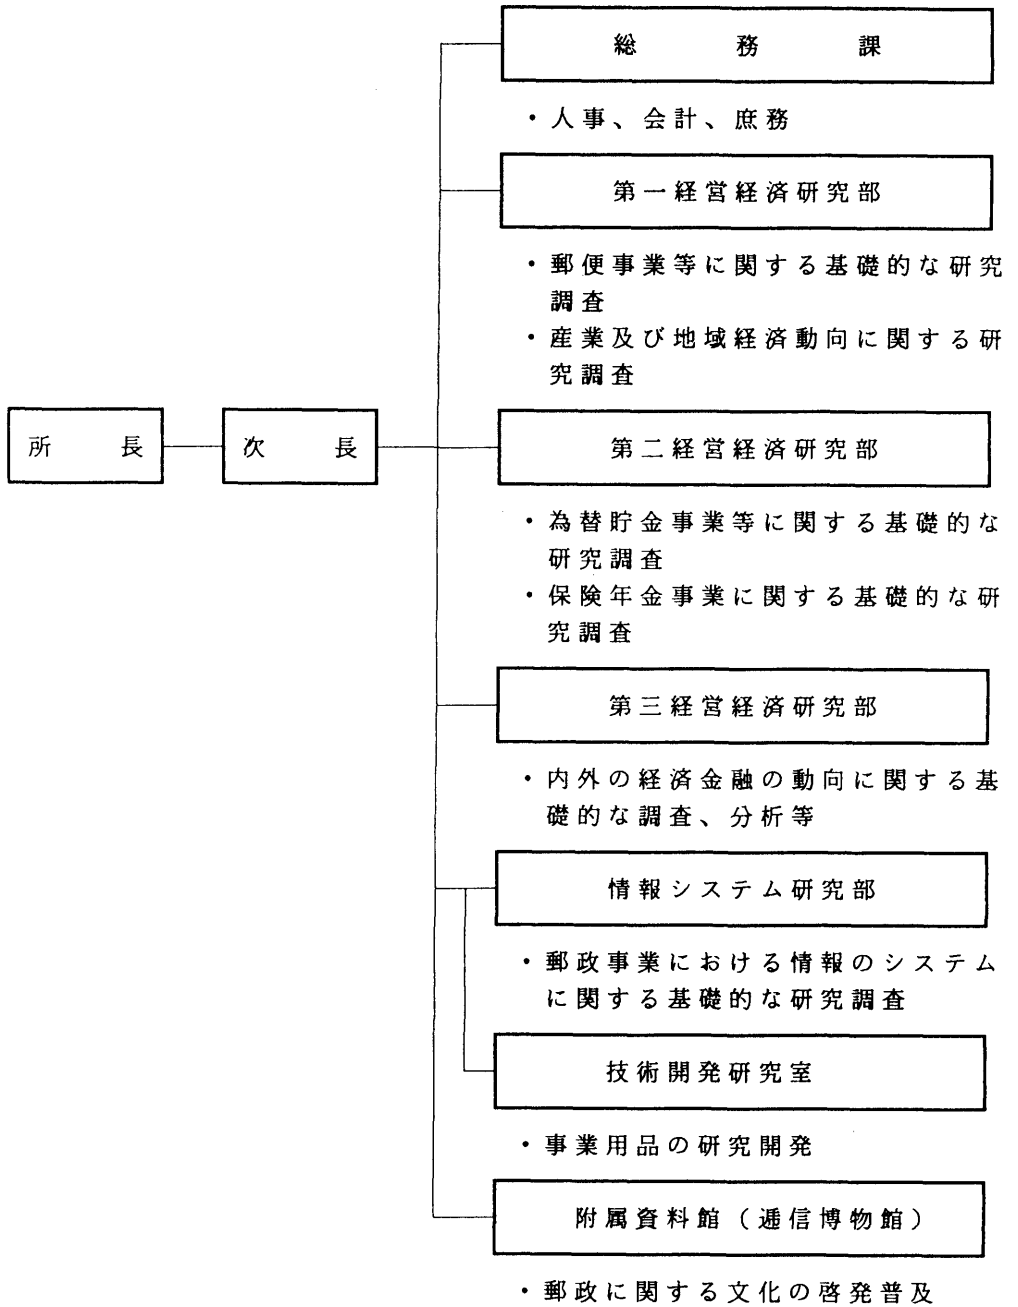 総務課
・人事、会計、庶務
第一経営経済研究部
・郵便事業等に関する基礎的な研究
調査
・産業及び地域経済動向に関する研
究調査
所長
次長
第二経営経済研究部
・為替貯金事業等に関する基礎的な
研究調査
・保険年金事業に関する基礎的な研
究調査
第三経営経済研究部
・内外の経済金融の動向に関する基
礎的な調査、分析等
情報システム研究部
・郵政事業における情報のシステム
に関する基礎的な研究調査
技術開発研究室
・事業用品の研究開発
附属資料館（逓信博物館）
・郵政に関する文化の啓発普及